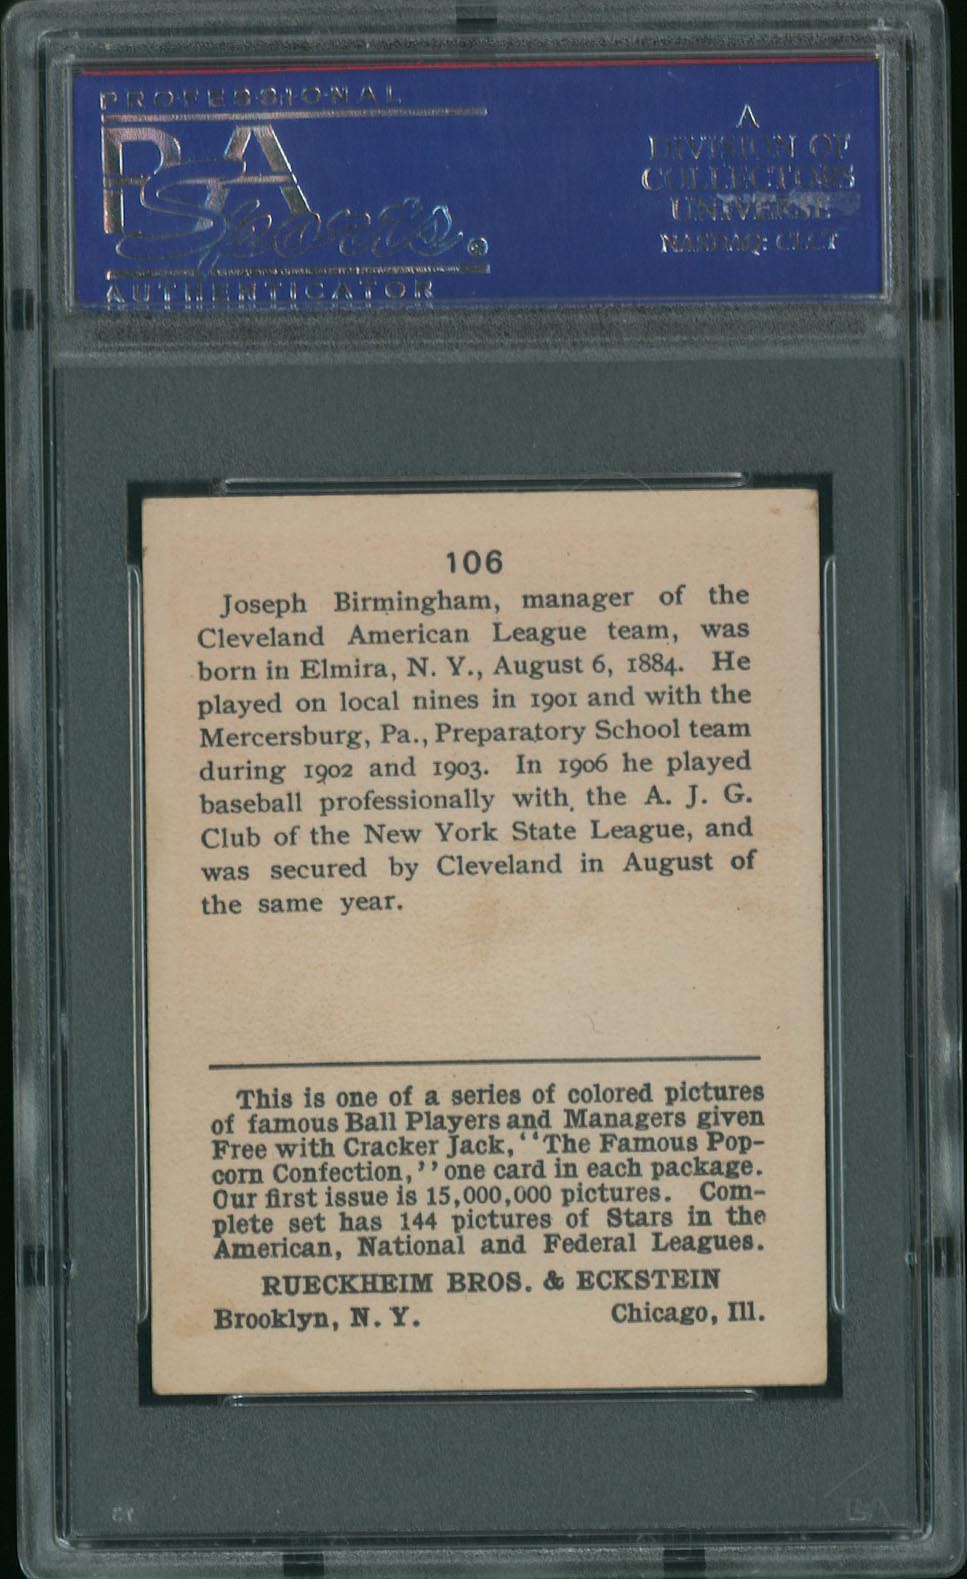 PROFESSIONAL
PSA
Sports ®
AUTHENTICATOR
A
DIVISION OF
COLLECTORS
UNIVERSE
NASDAQ: CLCT
106
Joseph Birmingham, manager of the
Cleveland American League team, was
born in Elmira, N. Y., August 6, 1884. He
played on local nines in 1901 and with the
Mercersburg, Pa., Preparatory School team
during 1902 and 1903. In 1906 he played
baseball professionally with the A. J. G.
Club of the New York State League, and
was secured by Cleveland in August of
the same year.
This is one of a series of colored pictures
of famous Ball Players and Managers given
Free with Cracker Jack, "The Famous Pop-
corn Confection," one card in each package.
Our first issue is 15,000,000 pictures. Com-
plete set has 144 pictures of Stars in the
American, National and Federal Leagues.
RUECKHEIM BROS. & ECKSTEIN
Brooklyn, N. Y. Chicago, Ill.